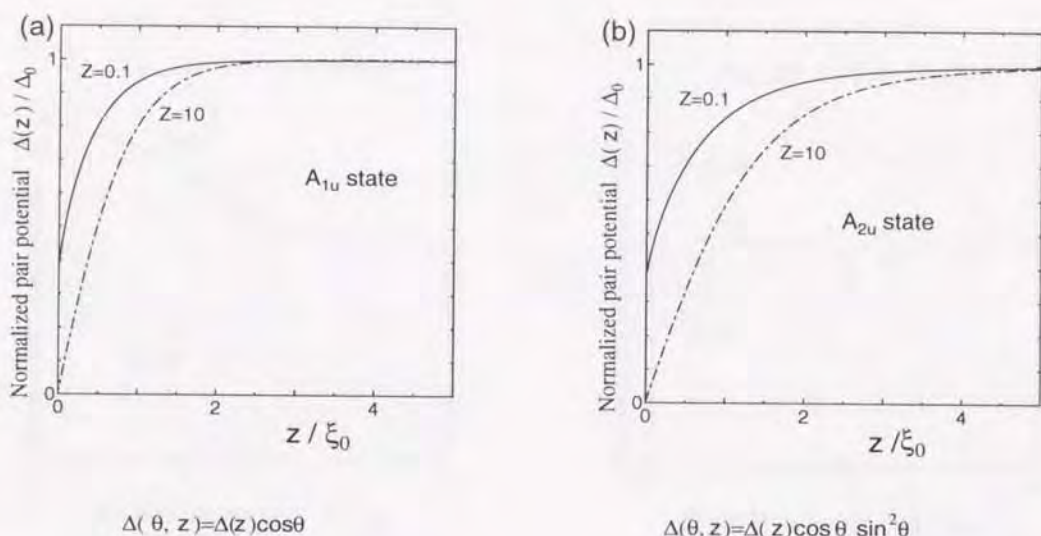 (a)
Normalized pair potential Δ(z) / Δ₀
1
Z=0.1
Z=10
A₁ᵤ state
0
0 2 4
z / ξ₀
Δ( θ, z)=Δ(z)cosθ
(b)
Normalized pair potential Δ( z) / Δ₀
1
Z=0.1
Z=10
A₂ᵤ state
0
0 2 4
z /ξ₀
Δ(θ, z)=Δ( z)cos θ sin²θ